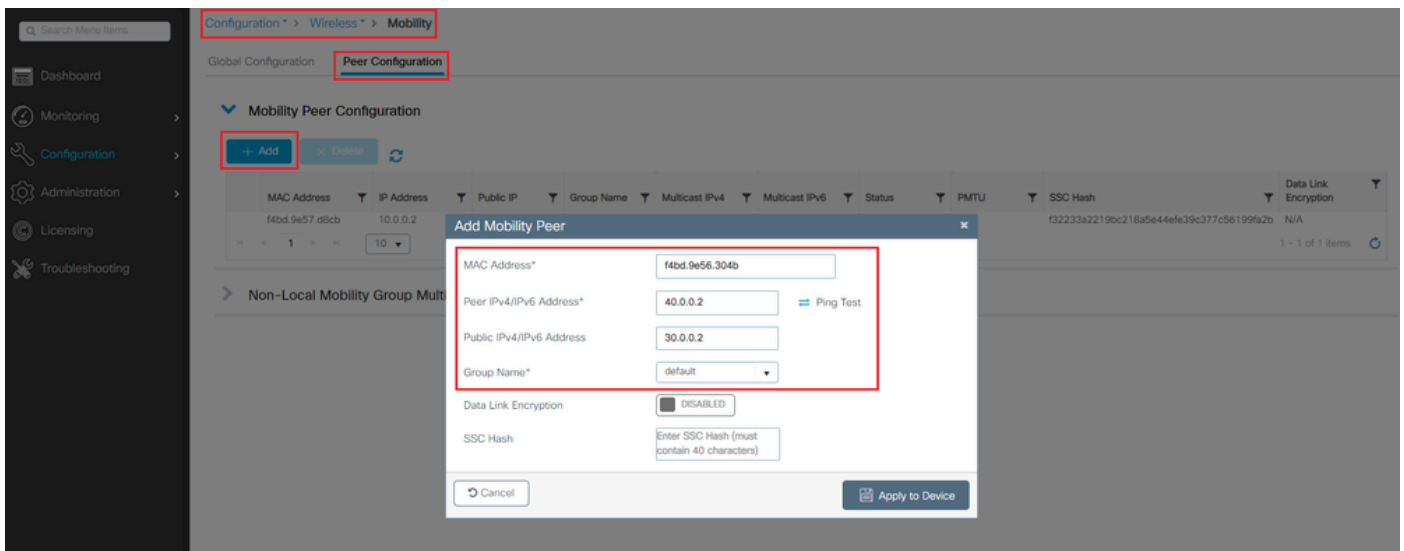 Search Menu Items
Configuration > Wireless > Mobility
Global Configuration Peer Configuration
Dashboard
Monitoring
Configuration
Administration
Licensing
Troubleshooting
Mobility Peer Configuration
+ Add × Delete
MAC Address IP Address Public IP Group Name Multicast IPv4 Multicast IPv6 Status PMTU SSC Hash Data Link Encryption
f4bd.9e57.d8cb 10.0.0.2 f32233a2219bc218a5e44efe39c377c56199fa2b N/A
1 10 1 - 1 of 1 items
Non-Local Mobility Group Multi
Add Mobility Peer ×
MAC Address* f4bd.9e56.304b
Peer IPv4/IPv6 Address* 40.0.0.2 Ping Test
Public IPv4/IPv6 Address 30.0.0.2
Group Name* default
Data Link Encryption DISABLED
SSC Hash Enter SSC Hash (must
contain 40 characters)
Cancel Apply to Device